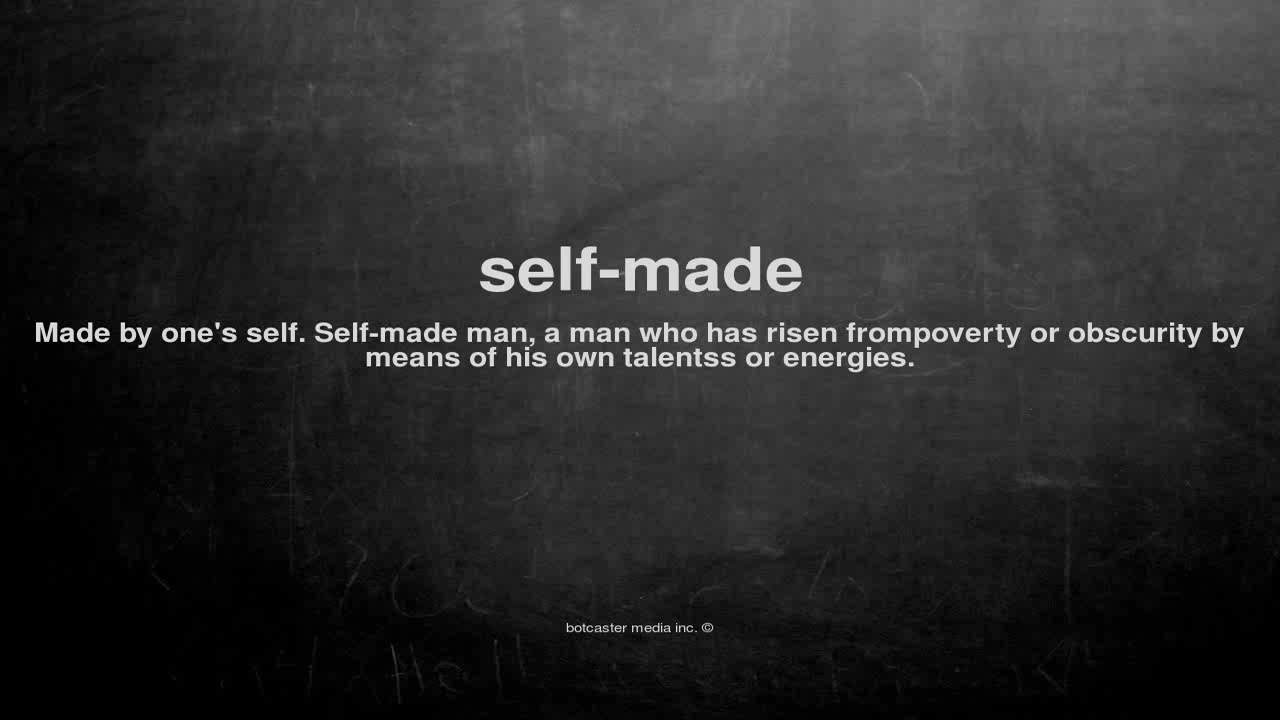 self-made
Made by one's self. Self-made man, a man who has risen frompoverty or obscurity by
means of his own talentss or energies.
botcaster media inc. ©